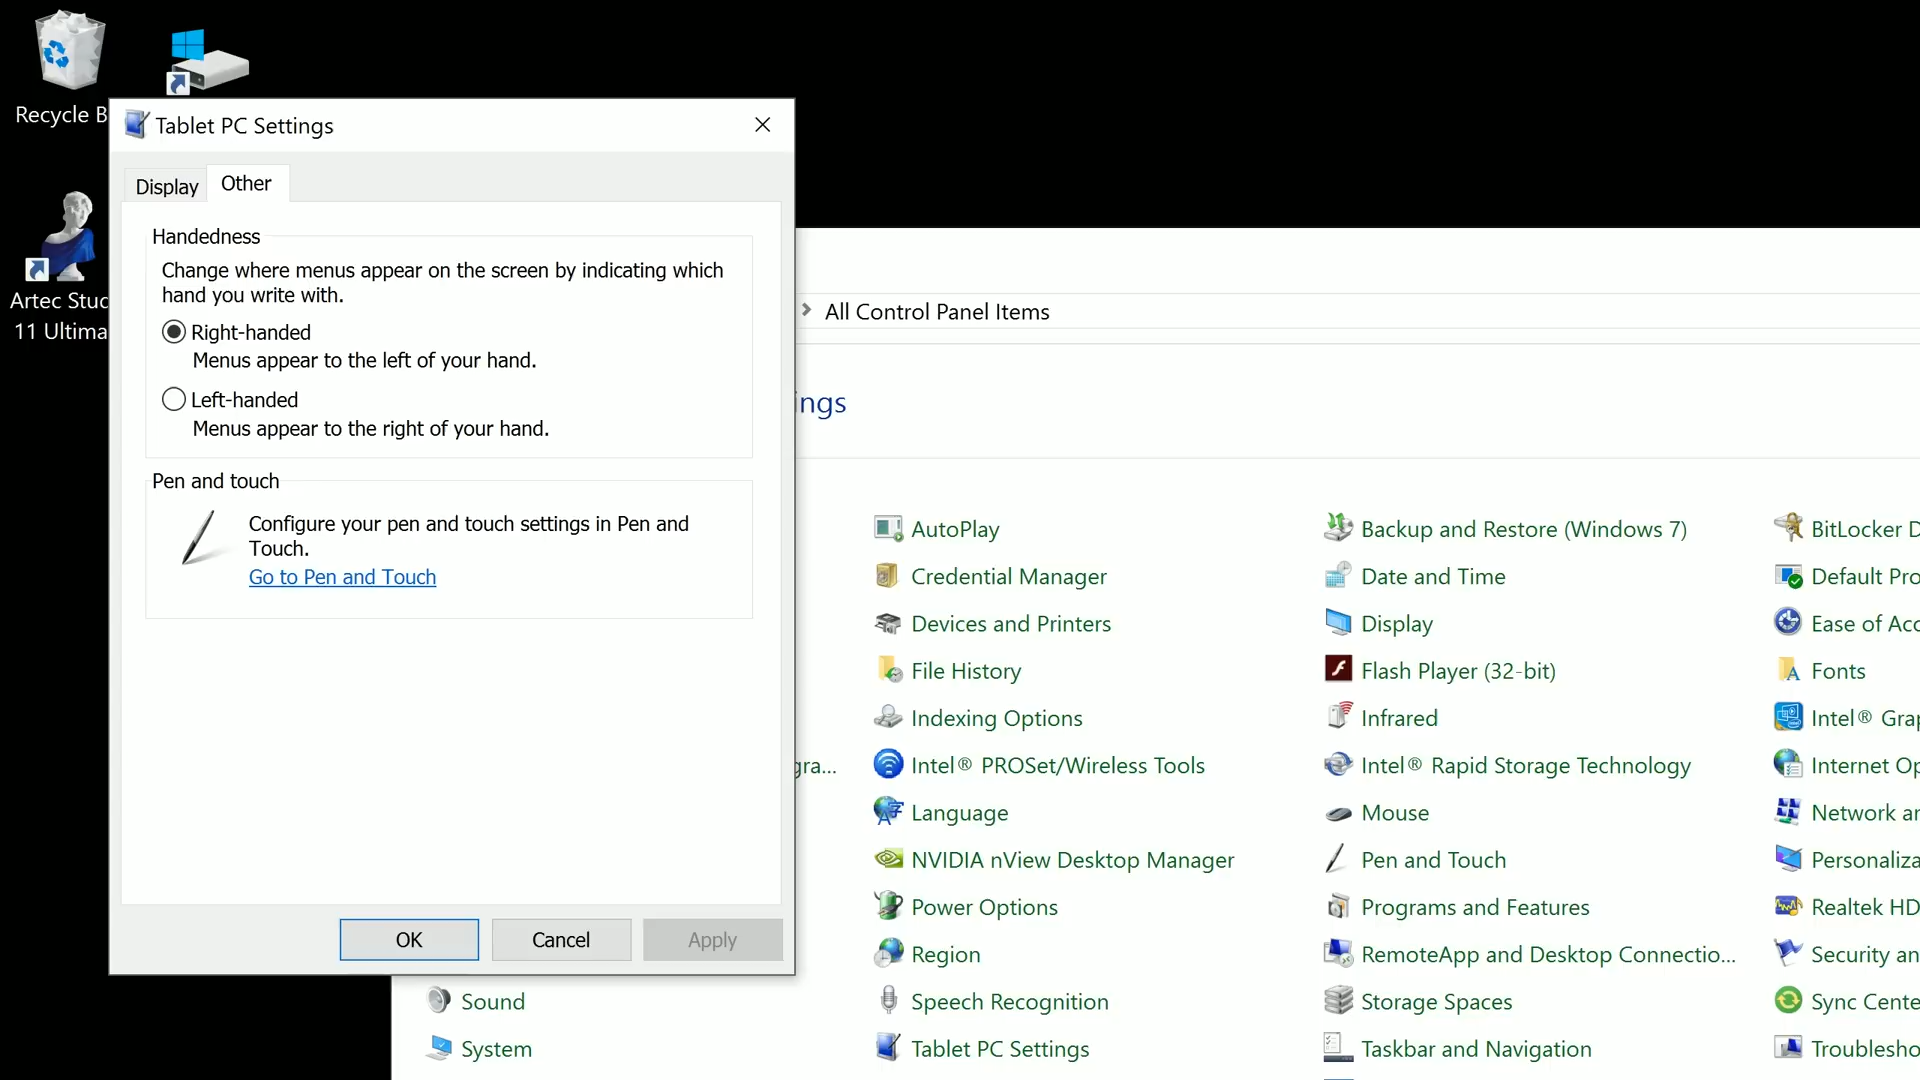 Recycle B
Artec Stud
11 Ultima
Tablet PC Settings
Display
Other
Handedness
Change where menus appear on the screen by indicating which
hand you write with.
Right-handed
Menus appear to the left of your hand.
Left-handed
Menus appear to the right of your hand.
Pen and touch
Configure your pen and touch settings in Pen and
Touch.
Go to Pen and Touch
OK
Cancel
Apply
All Control Panel Items
ings
AutoPlay
Backup and Restore (Windows 7)
BitLocker D
Credential Manager
Date and Time
Default Pro
Devices and Printers
Display
Ease of Acc
File History
Flash Player (32-bit)
Fonts
Indexing Options
Infrared
Intel® Grap
gra...
Intel® PROSet/Wireless Tools
Intel® Rapid Storage Technology
Internet Op
Language
Mouse
Network an
NVIDIA nView Desktop Manager
Pen and Touch
Personaliza
Power Options
Programs and Features
Realtek HD
Region
RemoteApp and Desktop Connectio...
Security an
Sound
Speech Recognition
Storage Spaces
Sync Cente
System
Tablet PC Settings
Taskbar and Navigation
Troublesho